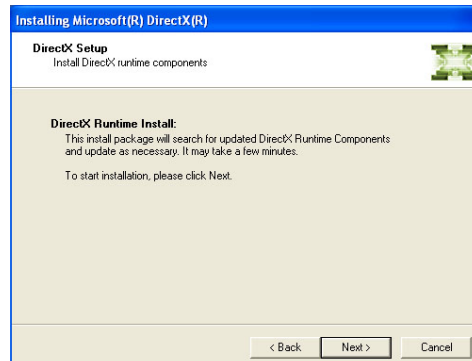 Installing Microsoft(R) DirectX(R)
DirectX Setup
Install DirectX runtime components
DirectX Runtime Install:
This install package will search for updated DirectX Runtime Components
and update as necessary. It may take a few minutes.
To start installation, please click Next.
< Back Next > Cancel